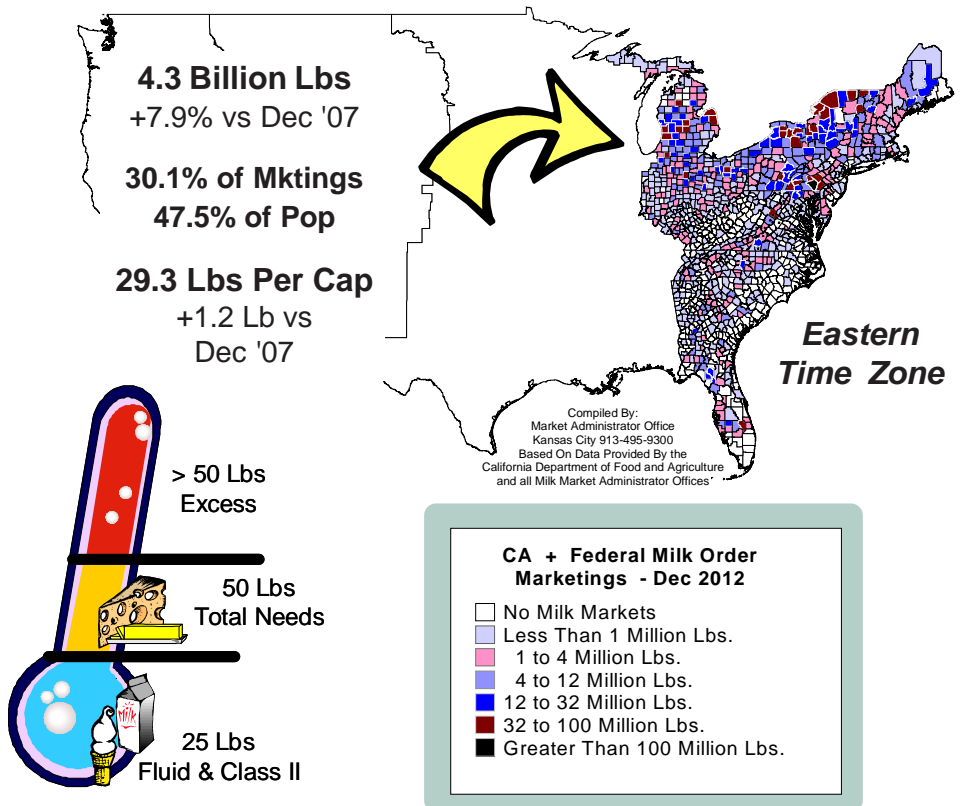 4.3 Billion Lbs
+7.9% vs Dec '07
30.1% of Mktings
47.5% of Pop
29.3 Lbs Per Cap
+1.2 Lb vs
Dec '07
Eastern
Time Zone
Compiled By:
Market Administrator Office
Kansas City 913-495-9300
Based On Data Provided By the
California Department of Food and Agriculture
and all Milk Market Administrator Offices
> 50 Lbs
Excess
50 Lbs
Total Needs
Milk
25 Lbs
Fluid & Class II
CA + Federal Milk Order
Marketings - Dec 2012
No Milk Markets
Less Than 1 Million Lbs.
1 to 4 Million Lbs.
4 to 12 Million Lbs.
12 to 32 Million Lbs.
32 to 100 Million Lbs.
Greater Than 100 Million Lbs.